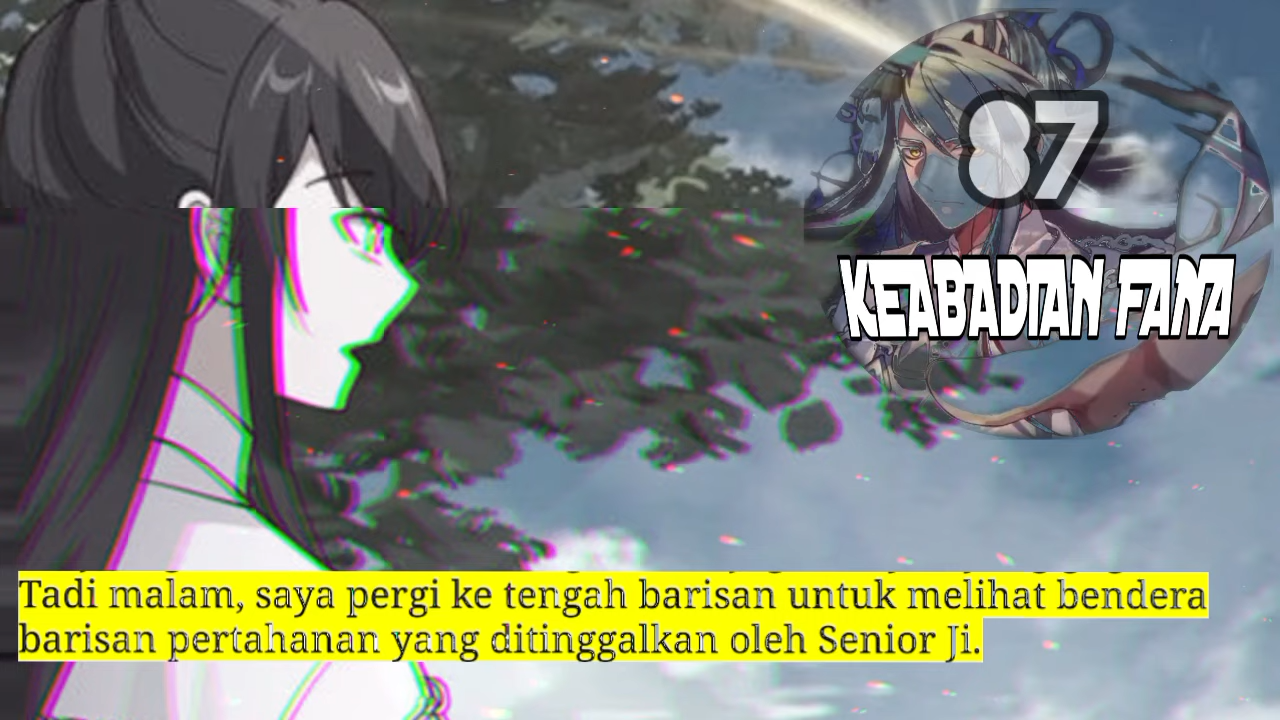 87
KEABADIAN FANA
Tadi malam, saya pergi ke tengah barisan untuk melihat bendera
barisan pertahanan yang ditinggalkan oleh Senior Ji.